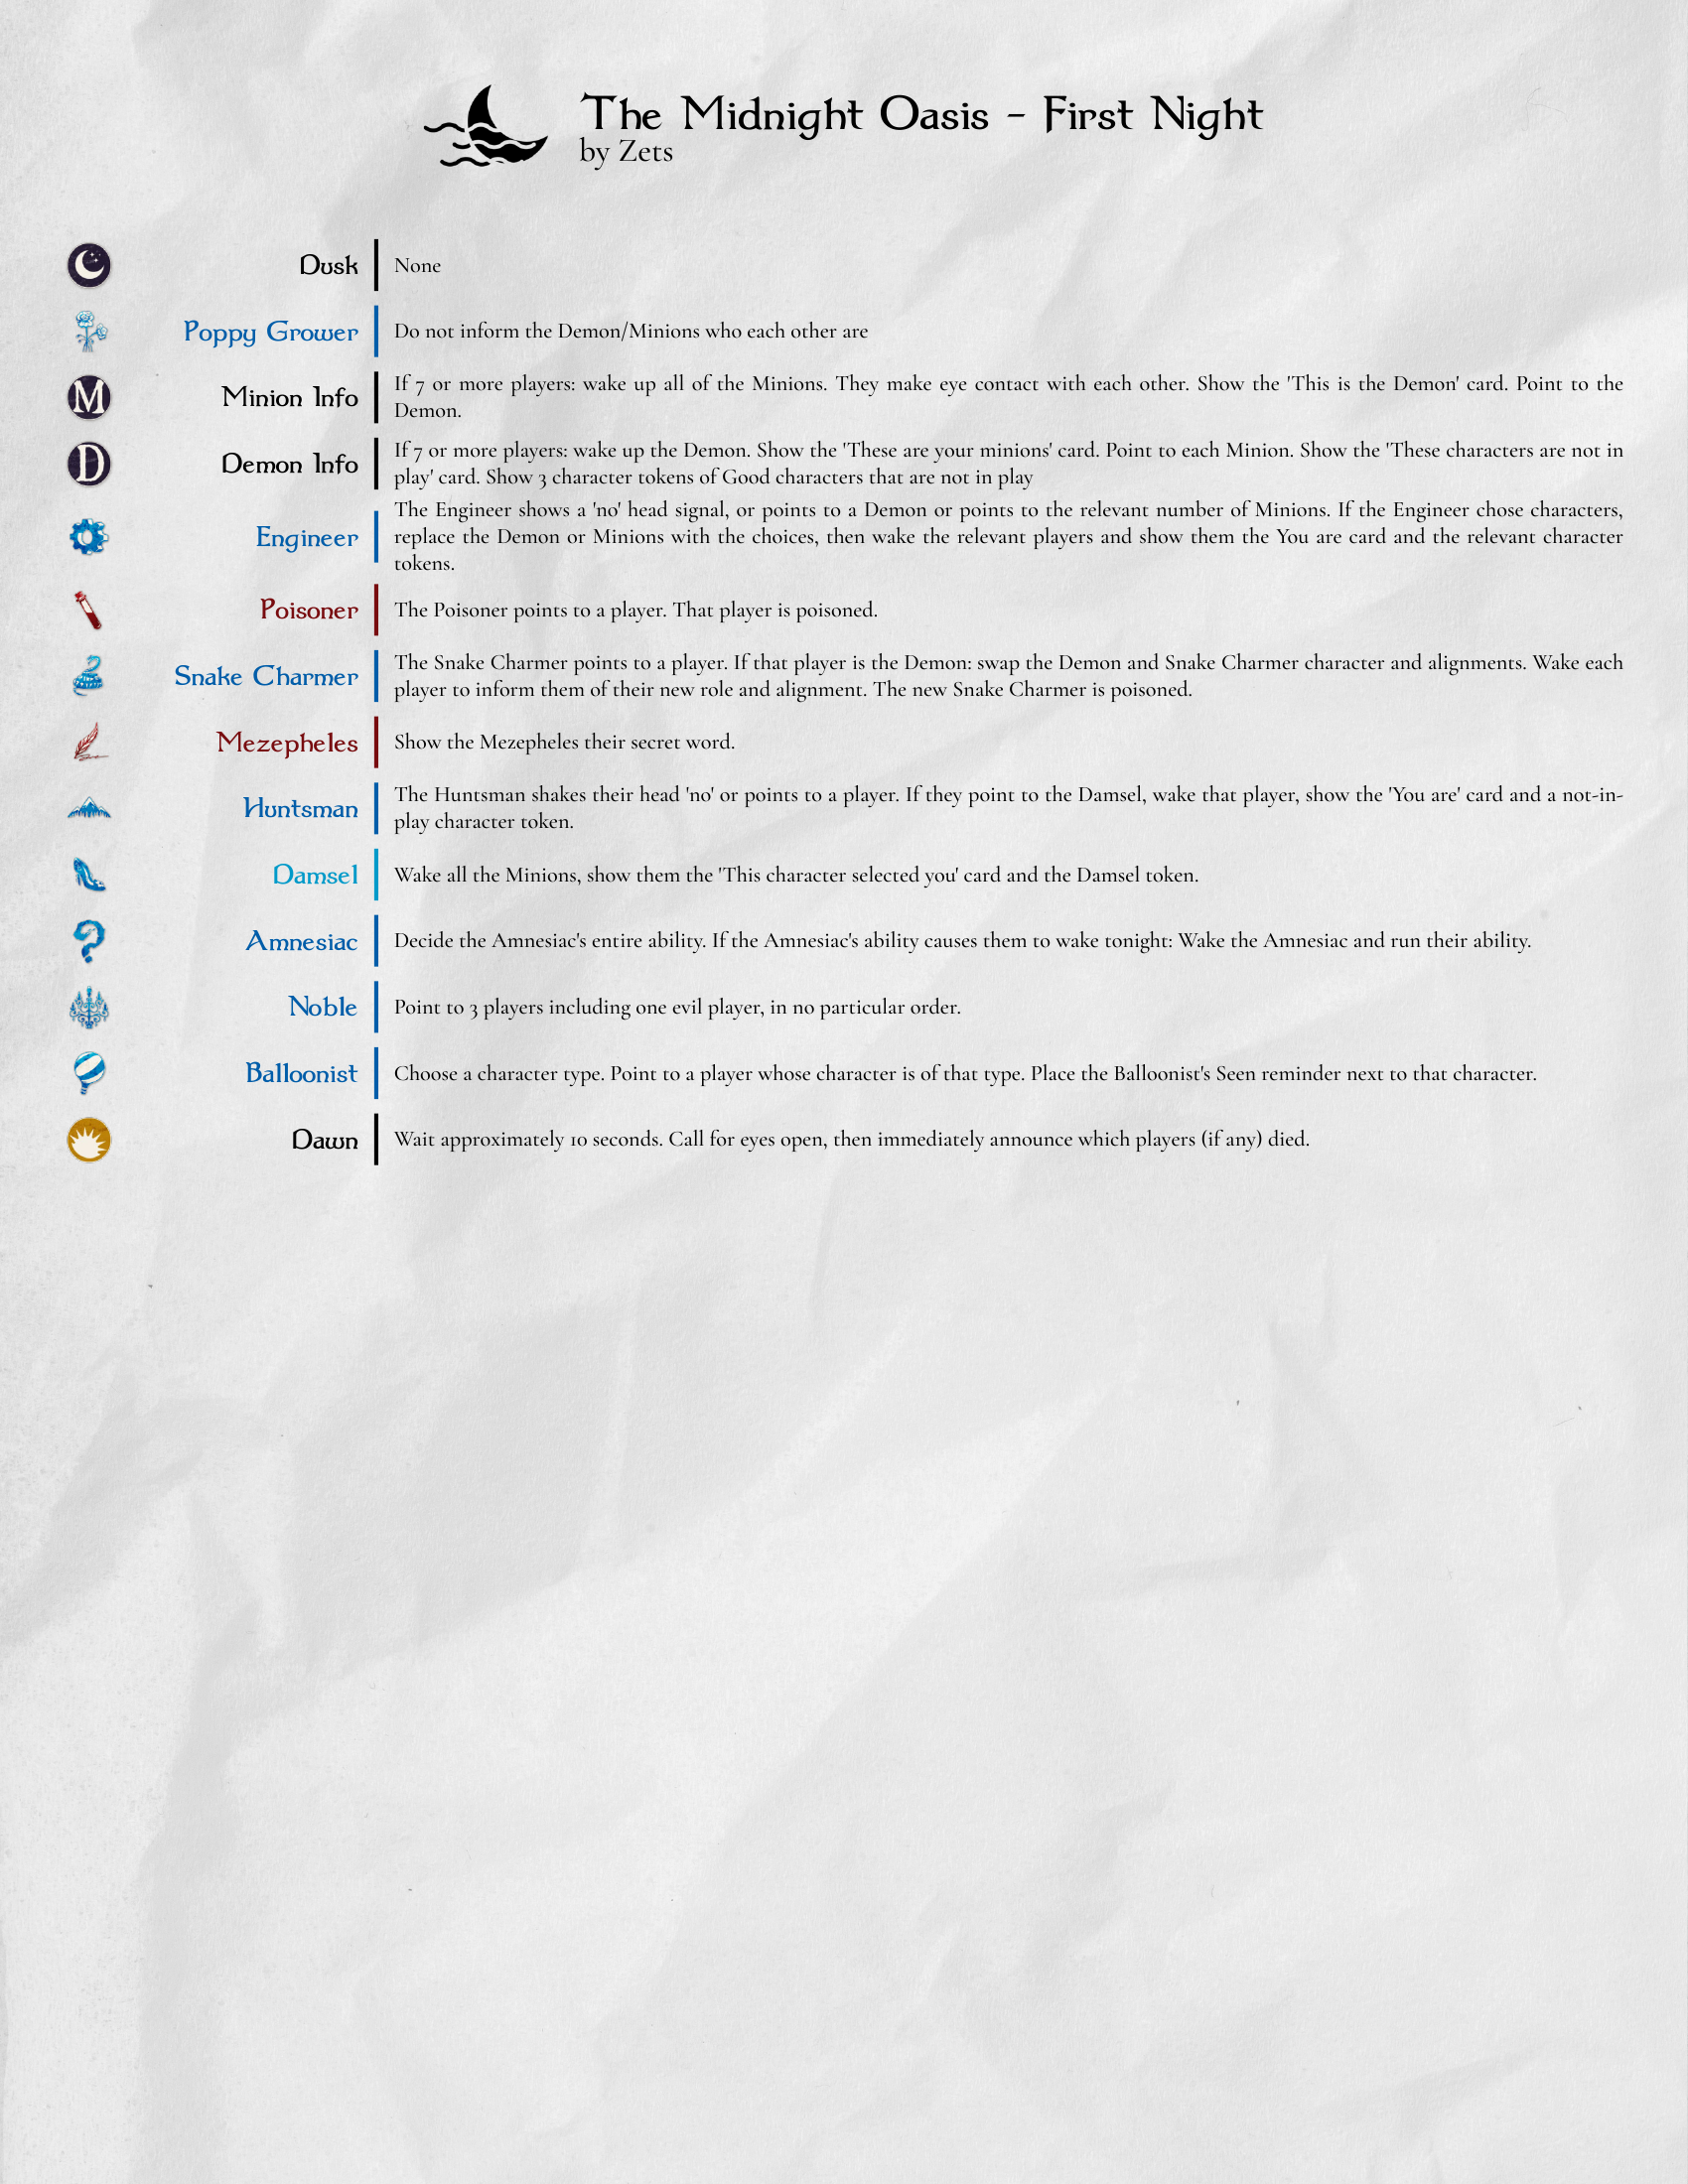 The Midnight Oasis - First Night
by Zets
Dusk
None
Poppy Grower
Do not inform the Demon/Minions who each other are
Minion Info
If 7 or more players: wake up all of the Minions. They make eye contact with each other. Show the 'This is the Demon' card. Point to the
Demon.
Demon Info
If 7 or more players: wake up the Demon. Show the 'These are your minions' card. Point to each Minion. Show the 'These characters are not in
play' card. Show 3 character tokens of Good characters that are not in play
Engineer
The Engineer shows a 'no' head signal, or points to a Demon or points to the relevant number of Minions. If the Engineer chose characters,
replace the Demon or Minions with the choices, then wake the relevant players and show them the You are card and the relevant character
tokens.
Poisoner
The Poisoner points to a player. That player is poisoned.
Snake Charmer
The Snake Charmer points to a player. If that player is the Demon: swap the Demon and Snake Charmer character and alignments. Wake each
player to inform them of their new role and alignment. The new Snake Charmer is poisoned.
Mezepheles
Show the Mezepheles their secret word.
Huntsman
The Huntsman shakes their head 'no' or points to a player. If they point to the Damsel, wake that player, show the 'You are' card and a not-in-
play character token.
Damsel
Wake all the Minions, show them the 'This character selected you' card and the Damsel token.
Amnesiac
Decide the Amnesiac's entire ability. If the Amnesiac's ability causes them to wake tonight: Wake the Amnesiac and run their ability.
Noble
Point to 3 players including one evil player, in no particular order.
Balloonist
Choose a character type. Point to a player whose character is of that type. Place the Balloonist's Seen reminder next to that character.
Dawn
Wait approximately 10 seconds. Call for eyes open, then immediately announce which players (if any) died.